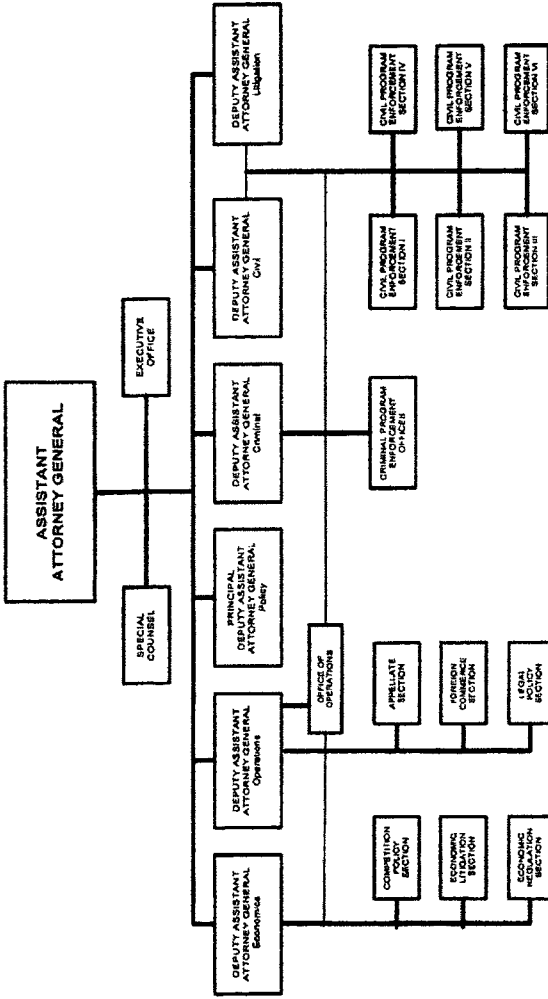 ASSISTANT
ATTORNEY GENERAL
SPECIAL
COUNSEL
EXECUTIVE
OFFICE
DEPUTY ASSISTANT
ATTORNEY GENERAL
Economics
DEPUTY ASSISTANT
ATTORNEY GENERAL
Operations
PRINCIPAL
DEPUTY ASSISTANT
ATTORNEY GENERAL
Policy
DEPUTY ASSISTANT
ATTORNEY GENERAL
Criminal
DEPUTY ASSISTANT
ATTORNEY GENERAL
Civil
DEPUTY ASSISTANT
ATTORNEY GENERAL
Litigation
OFFICE OF
OPERATIONS
COMPETITION
POLICY
SECTION
ECONOMIC
LITIGATION
SECTION
ECONOMIC
REGULATION
SECTION
APPELLATE
SECTION
FOREIGN
COMMERCE
SECTION
LEGAL
POLICY
SECTION
CRIMINAL PROGRAM
ENFORCEMENT
OFFICES
CIVIL PROGRAM
ENFORCEMENT
SECTION I
CIVIL PROGRAM
ENFORCEMENT
SECTION II
CIVIL PROGRAM
ENFORCEMENT
SECTION III
CIVIL PROGRAM
ENFORCEMENT
SECTION IV
CIVIL PROGRAM
ENFORCEMENT
SECTION V
CIVIL PROGRAM
ENFORCEMENT
SECTION VI